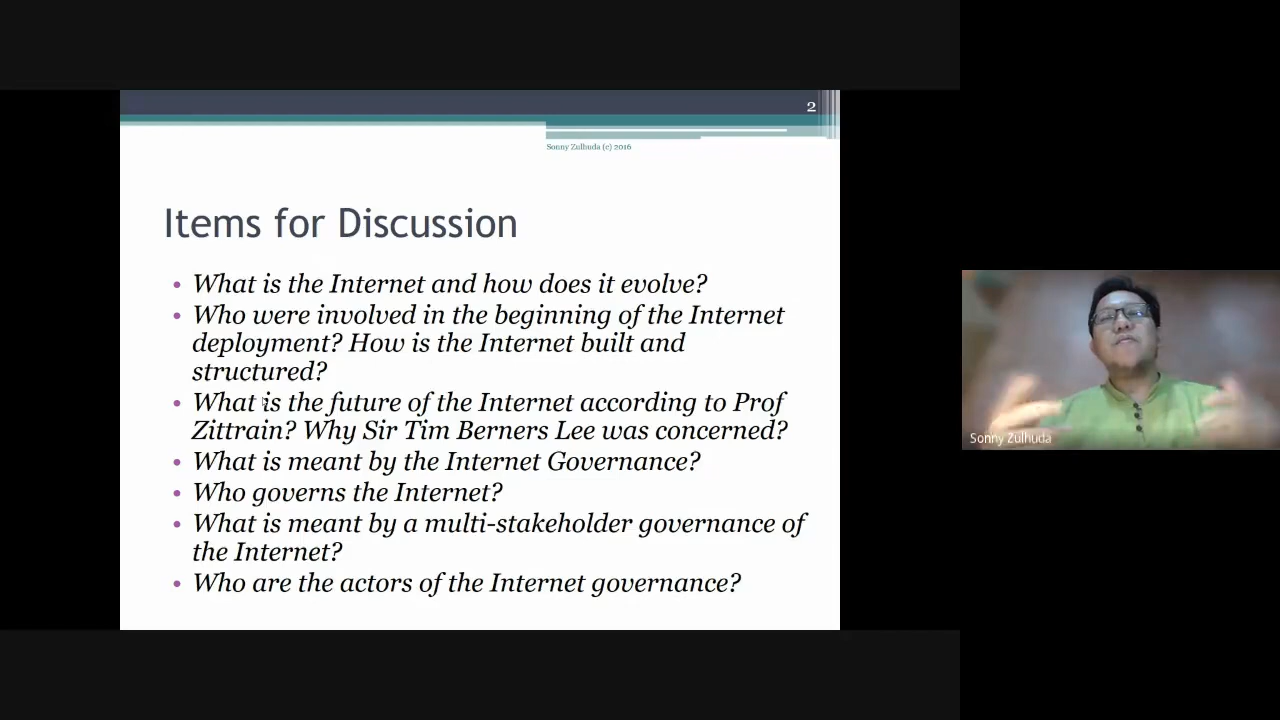 2
Sonny Zulhuda (c) 2016
Items for Discussion
• What is the Internet and how does it evolve?
• Who were involved in the beginning of the Internet
deployment? How is the Internet built and
structured?
• What is the future of the Internet according to Prof
Zittrain? Why Sir Tim Berners Lee was concerned?
• What is meant by the Internet Governance?
• Who governs the Internet?
• What is meant by a multi-stakeholder governance of
the Internet?
• Who are the actors of the Internet governance?
Sonny Zulhuda